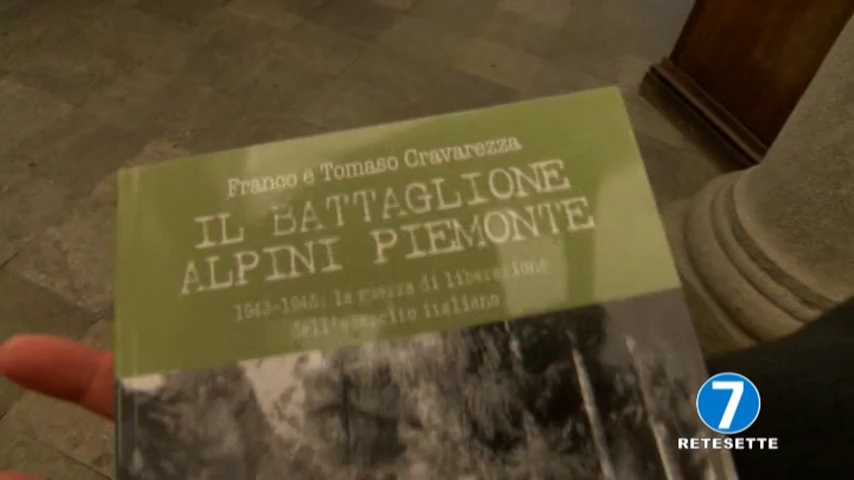 Franco e Tomaso Cravarezza
IL BATTAGLIONE
ALPINI PIEMONTE
1943-1945: la guerra di liberazione
dell'esercito italiano
7
RETESETTE